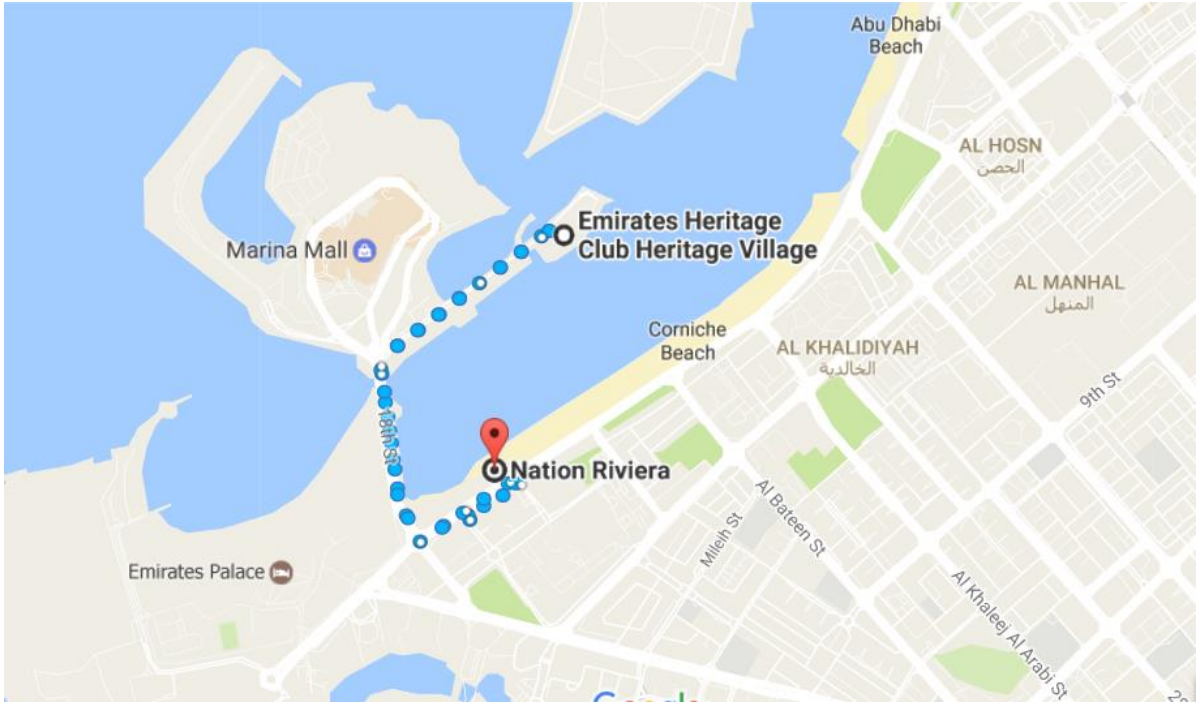 Abu Dhabi
Beach
AL HOSN
الحصن
Emirates Heritage
Club Heritage Village
Marina Mall
AL MANHAL
المنهل
Corniche
Beach
AL KHALIDIYAH
الخالدية
9th St
18th St
Nation Riviera
Al Bateen St
Mileih St
Emirates Palace
Al Khaleej Al Arabi St
Google